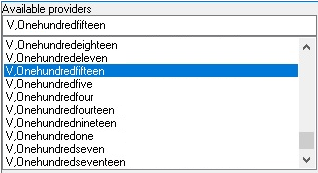 Available providers
V,Onehundredfifteen
V,Onehundredeighteen
V,Onehundredeleven
V,Onehundredfifteen
V,Onehundredfive
V,Onehundredfour
V,Onehundredfourteen
V,Onehundrednineteen
V,Onehundredone
V,Onehundredseven
V,Onehundredseventeen